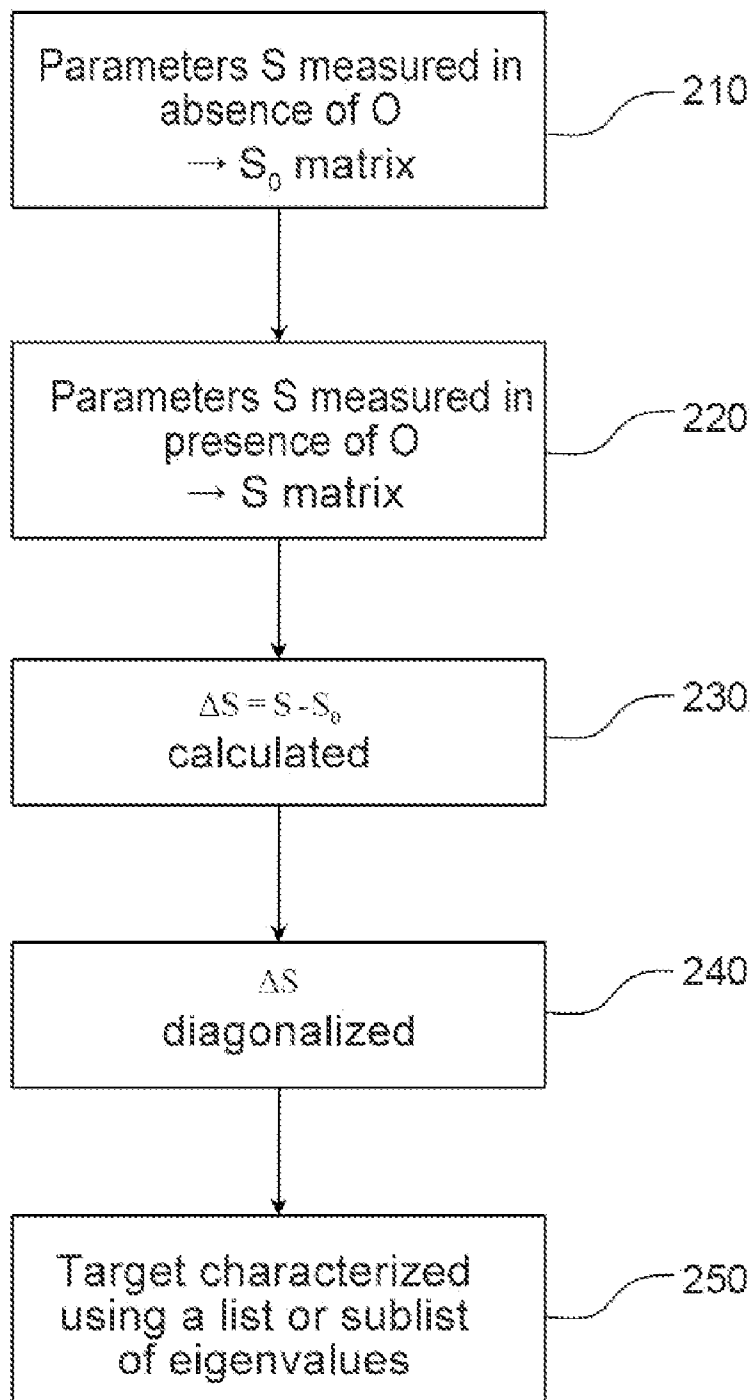 Parameters S measured in
absence of O
→ S₀ matrix
210
Parameters S measured in
presence of O
→ S matrix
220
ΔS = S - S₀
calculated
230
ΔS
diagonalized
240
Target characterized
using a list or sublist
of eigenvalues
250